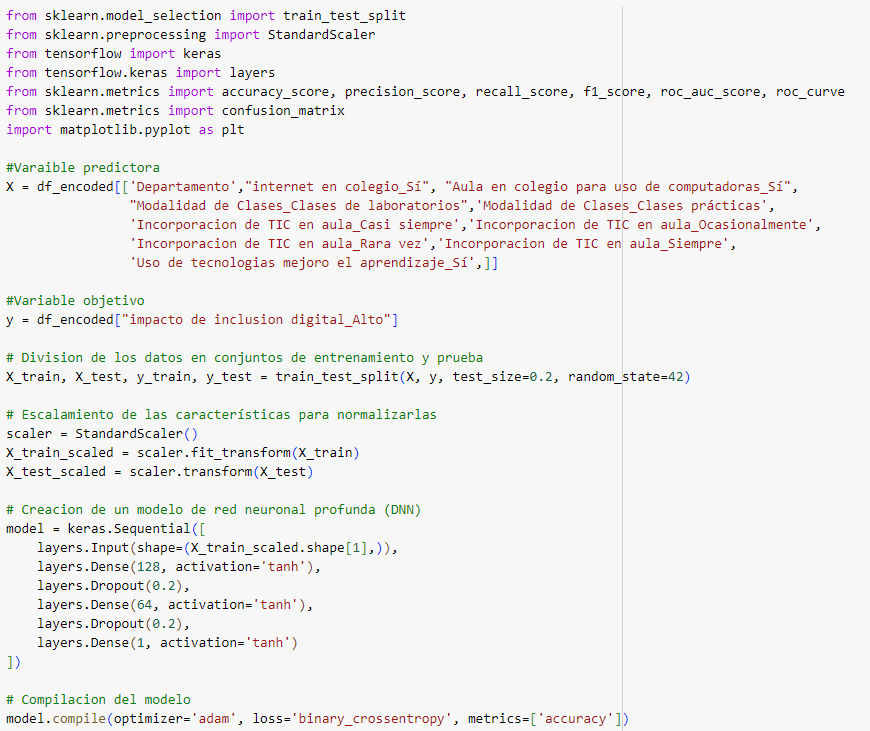 from sklearn.model_selection import train_test_split
from sklearn.preprocessing import StandardScaler
from tensorflow import keras
from tensorflow.keras import layers
from sklearn.metrics import accuracy_score, precision_score, recall_score, f1_score, roc_auc_score, roc_curve
from sklearn.metrics import confusion_matrix
import matplotlib.pyplot as plt

#Varaible predictora
X = df_encoded[['Departamento',"internet en colegio_Sí", "Aula en colegio para uso de computadoras_Sí",
                "Modalidad de Clases_Clases de laboratorios",'Modalidad de Clases_Clases prácticas',
                'Incorporacion de TIC en aula_Casi siempre','Incorporacion de TIC en aula_Ocasionalmente',
                'Incorporacion de TIC en aula_Rara vez','Incorporacion de TIC en aula_Siempre',
                'Uso de tecnologias mejoro el aprendizaje_Sí',]]

#Variable objetivo
y = df_encoded["impacto de inclusion digital_Alto"]

# Division de los datos en conjuntos de entrenamiento y prueba
X_train, X_test, y_train, y_test = train_test_split(X, y, test_size=0.2, random_state=42)

# Escalamiento de las características para normalizarlas
scaler = StandardScaler()
X_train_scaled = scaler.fit_transform(X_train)
X_test_scaled = scaler.transform(X_test)

# Creacion de un modelo de red neuronal profunda (DNN)
model = keras.Sequential([
    layers.Input(shape=(X_train_scaled.shape[1],)),
    layers.Dense(128, activation='tanh'),
    layers.Dropout(0.2),
    layers.Dense(64, activation='tanh'),
    layers.Dropout(0.2),
    layers.Dense(1, activation='tanh')
])

# Compilacion del modelo
model.compile(optimizer='adam', loss='binary_crossentropy', metrics=['accuracy'])